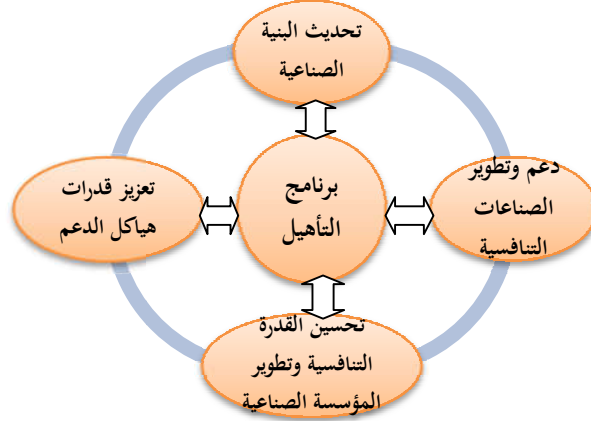 تحديث البنية
الصناعية
دعم وتطوير
الصناعات
التنافسية
برنامج
التأهيل
تعزيز قدرات
هياكل الدعم
تحسين القدرة
التنافسية وتطوير
المؤسسة الصناعية